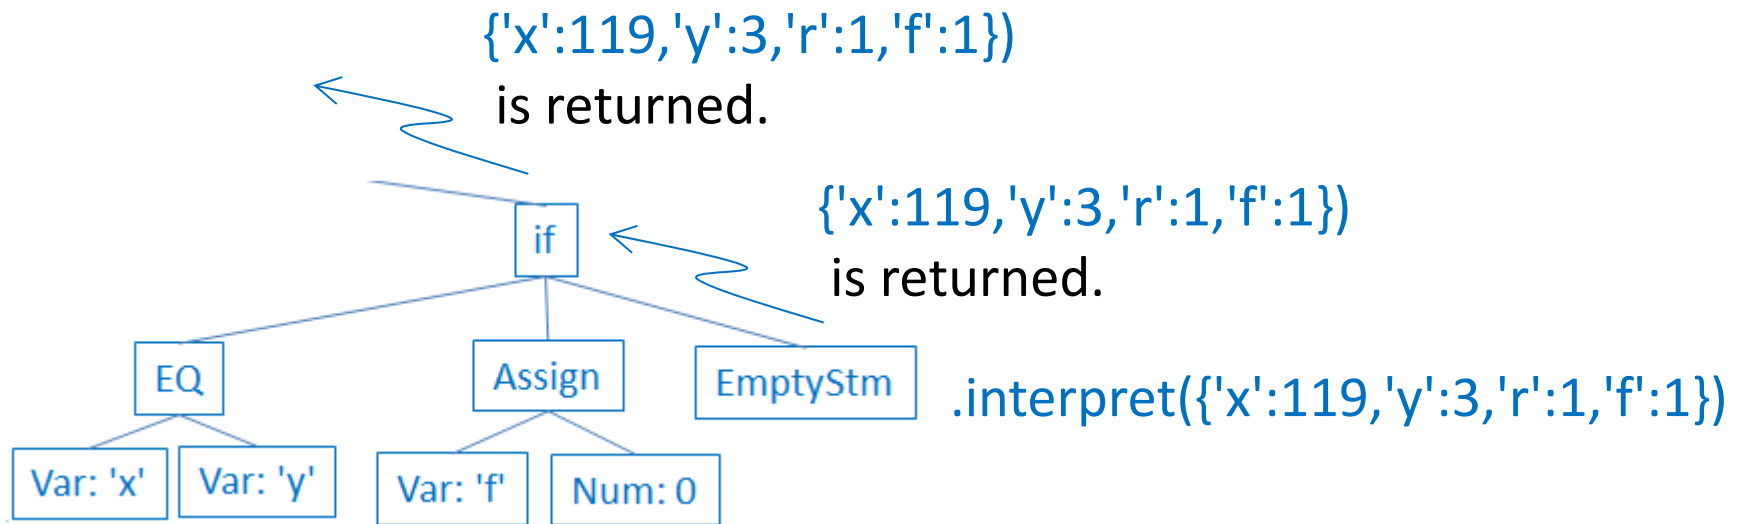 {'x':119,'y':3,'r':1,'f':1})
is returned.
{'x':119,'y':3,'r':1,'f':1})
is returned.
if
EQ
Assign
EmptyStm
.interpret({'x':119,'y':3,'r':1,'f':1})
Var: 'x'
Var: 'y'
Var: 'f'
Num: 0